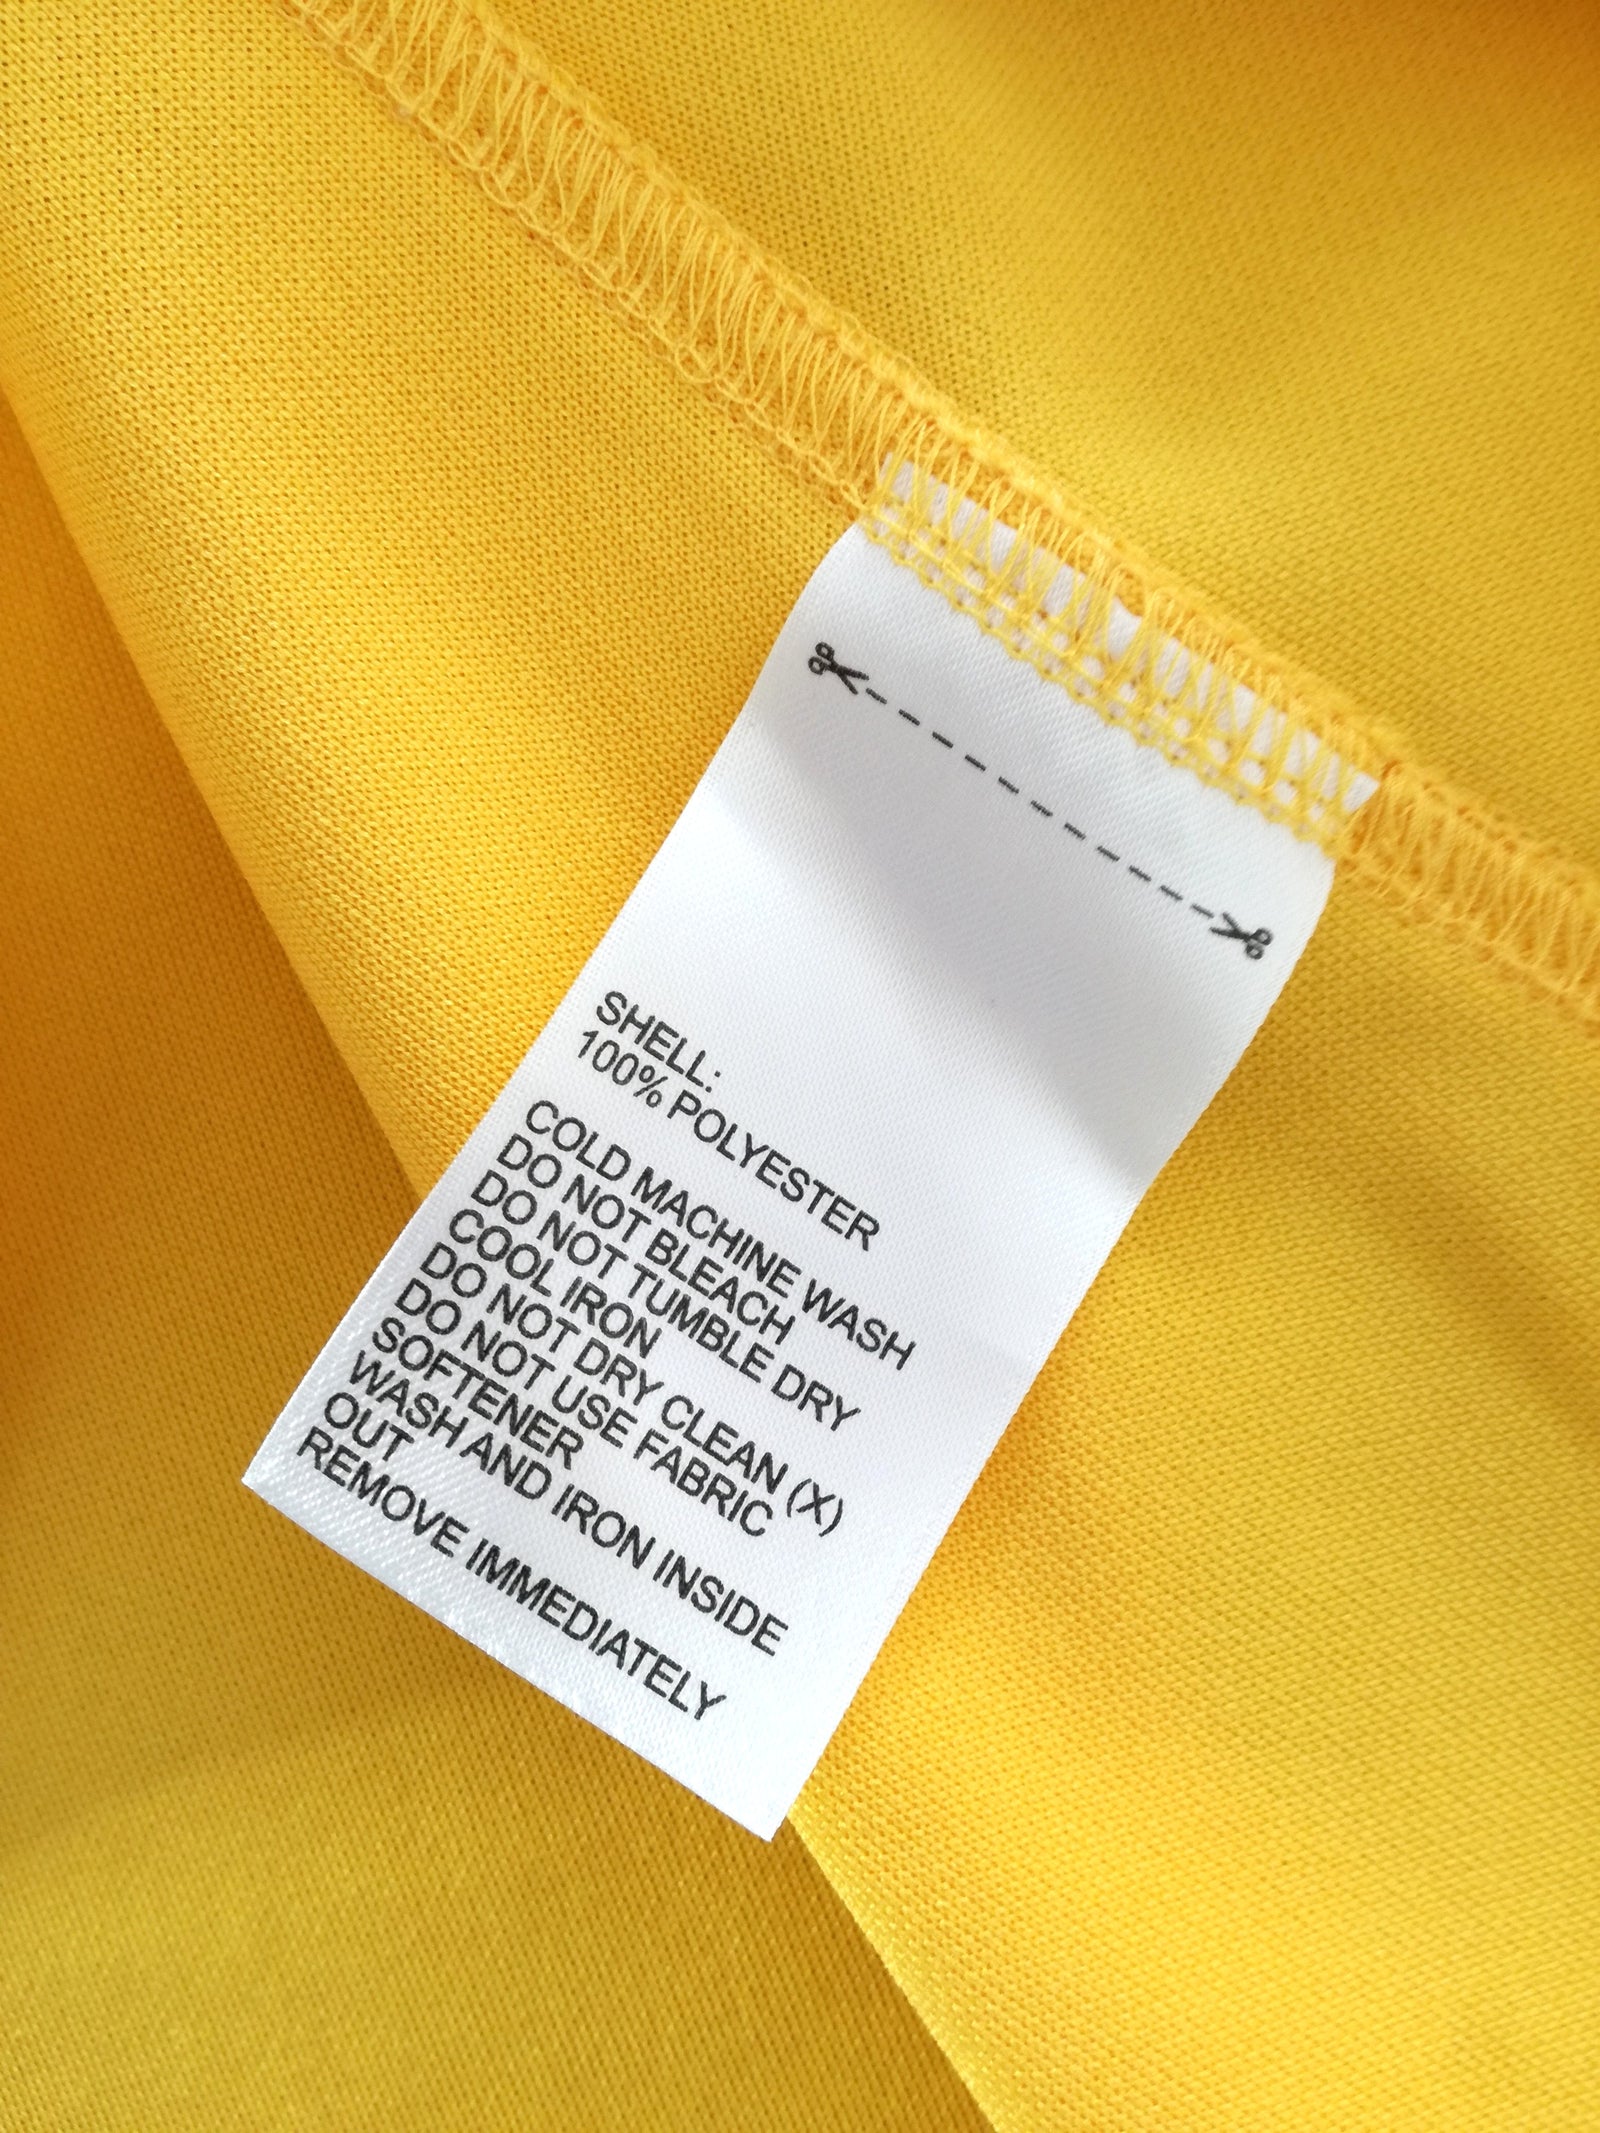 SHELL:
100% POLYESTER
COLD MACHINE WASH
DO NOT BLEACH
DO NOT TUMBLE DRY
COOL IRON
DO NOT DRY CLEAN (X)
DO NOT USE FABRIC
SOFTENER
WASH AND IRON INSIDE
OUT
REMOVE IMMEDIATELY